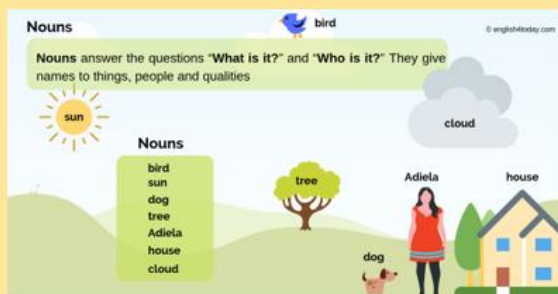 Nouns
bird
© english4today.com
Nouns answer the questions “What is it?” and “Who is it?” They give
names to things, people and qualities
sun
cloud
Nouns
bird
sun
dog
tree
Adiela
house
cloud
tree
Adiela
house
dog